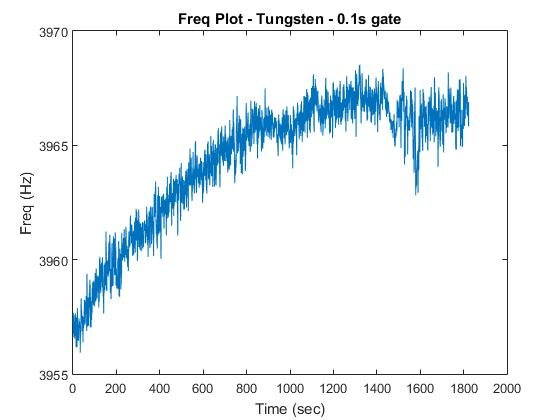 Freq Plot - Tungsten - 0.1s gate
3970
3965
3960
3955
Freq (Hz)
0 200 400 600 800 1000 1200 1400 1600 1800 2000
Time (sec)